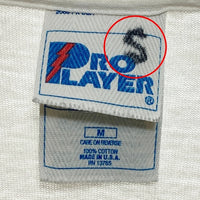 S
PRO
PLAYER®
M
CARE ON REVERSE
100% COTTON
MADE IN U.S.A.
RN 13765